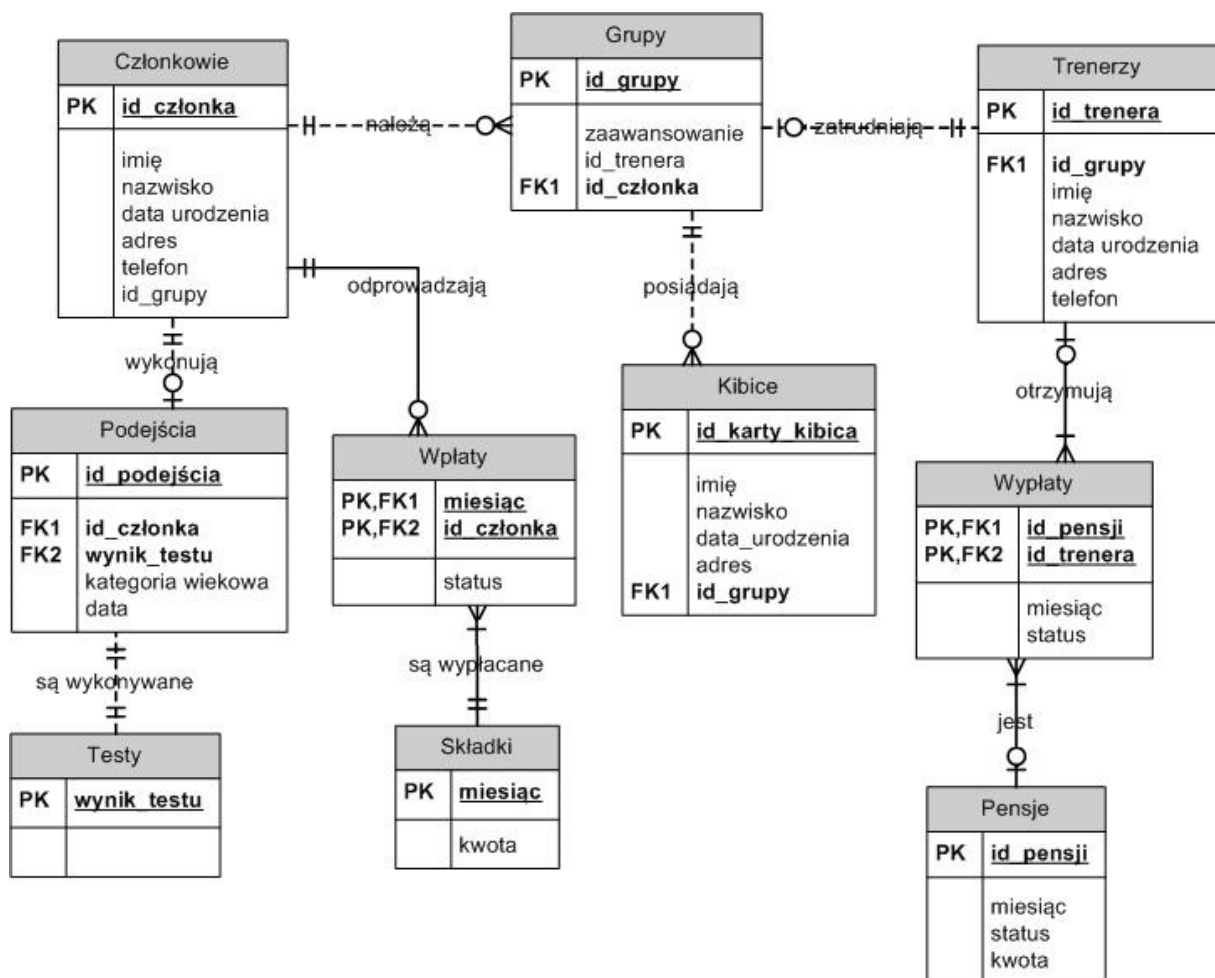 Członkowie
PK id_członka
imię
nazwisko
data urodzenia
adres
telefon
id_grupy
należą
Grupy
PK id_grupy
zaawansowanie
id_trenera
FK1 id_członka
zatrudniają
Trenerzy
PK id_trenera
FK1 id_grupy
imię
nazwisko
data urodzenia
adres
telefon
wykonują
odprowadzają
posiądają
otrzymują
Podejścia
PK id_podejścia
FK1 id_członka
FK2 wynik_testu
kategoria wiekowa
data
Wpłaty
PK,FK1 miesiąc
PK,FK2 id_członka
status
Kibice
PK id_karty_kibica
imię
nazwisko
data_urodzenia
adres
FK1 id_grupy
Wypłaty
PK,FK1 id_pensji
PK,FK2 id_trenera
miesiąc
status
są wykonywane
są wypłacane
jest
Testy
PK wynik_testu
Składki
PK miesiąc
kwota
Pensje
PK id_pensji
miesiąc
status
kwota